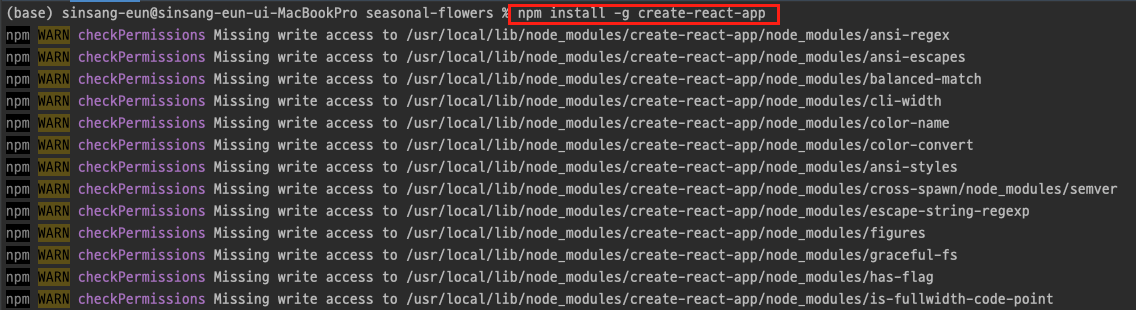 (base) sinsang-eun@sinsang-eun-ui-MacBookPro seasonal-flowers % npm install -g create-react-app
npm WARN checkPermissions Missing write access to /usr/local/lib/node_modules/create-react-app/node_modules/ansi-regex
npm WARN checkPermissions Missing write access to /usr/local/lib/node_modules/create-react-app/node_modules/ansi-escapes
npm WARN checkPermissions Missing write access to /usr/local/lib/node_modules/create-react-app/node_modules/balanced-match
npm WARN checkPermissions Missing write access to /usr/local/lib/node_modules/create-react-app/node_modules/cli-width
npm WARN checkPermissions Missing write access to /usr/local/lib/node_modules/create-react-app/node_modules/color-name
npm WARN checkPermissions Missing write access to /usr/local/lib/node_modules/create-react-app/node_modules/color-convert
npm WARN checkPermissions Missing write access to /usr/local/lib/node_modules/create-react-app/node_modules/ansi-styles
npm WARN checkPermissions Missing write access to /usr/local/lib/node_modules/create-react-app/node_modules/cross-spawn/node_modules/semver
npm WARN checkPermissions Missing write access to /usr/local/lib/node_modules/create-react-app/node_modules/escape-string-regexp
npm WARN checkPermissions Missing write access to /usr/local/lib/node_modules/create-react-app/node_modules/figures
npm WARN checkPermissions Missing write access to /usr/local/lib/node_modules/create-react-app/node_modules/graceful-fs
npm WARN checkPermissions Missing write access to /usr/local/lib/node_modules/create-react-app/node_modules/has-flag
npm WARN checkPermissions Missing write access to /usr/local/lib/node_modules/create-react-app/node_modules/is-fullwidth-code-point